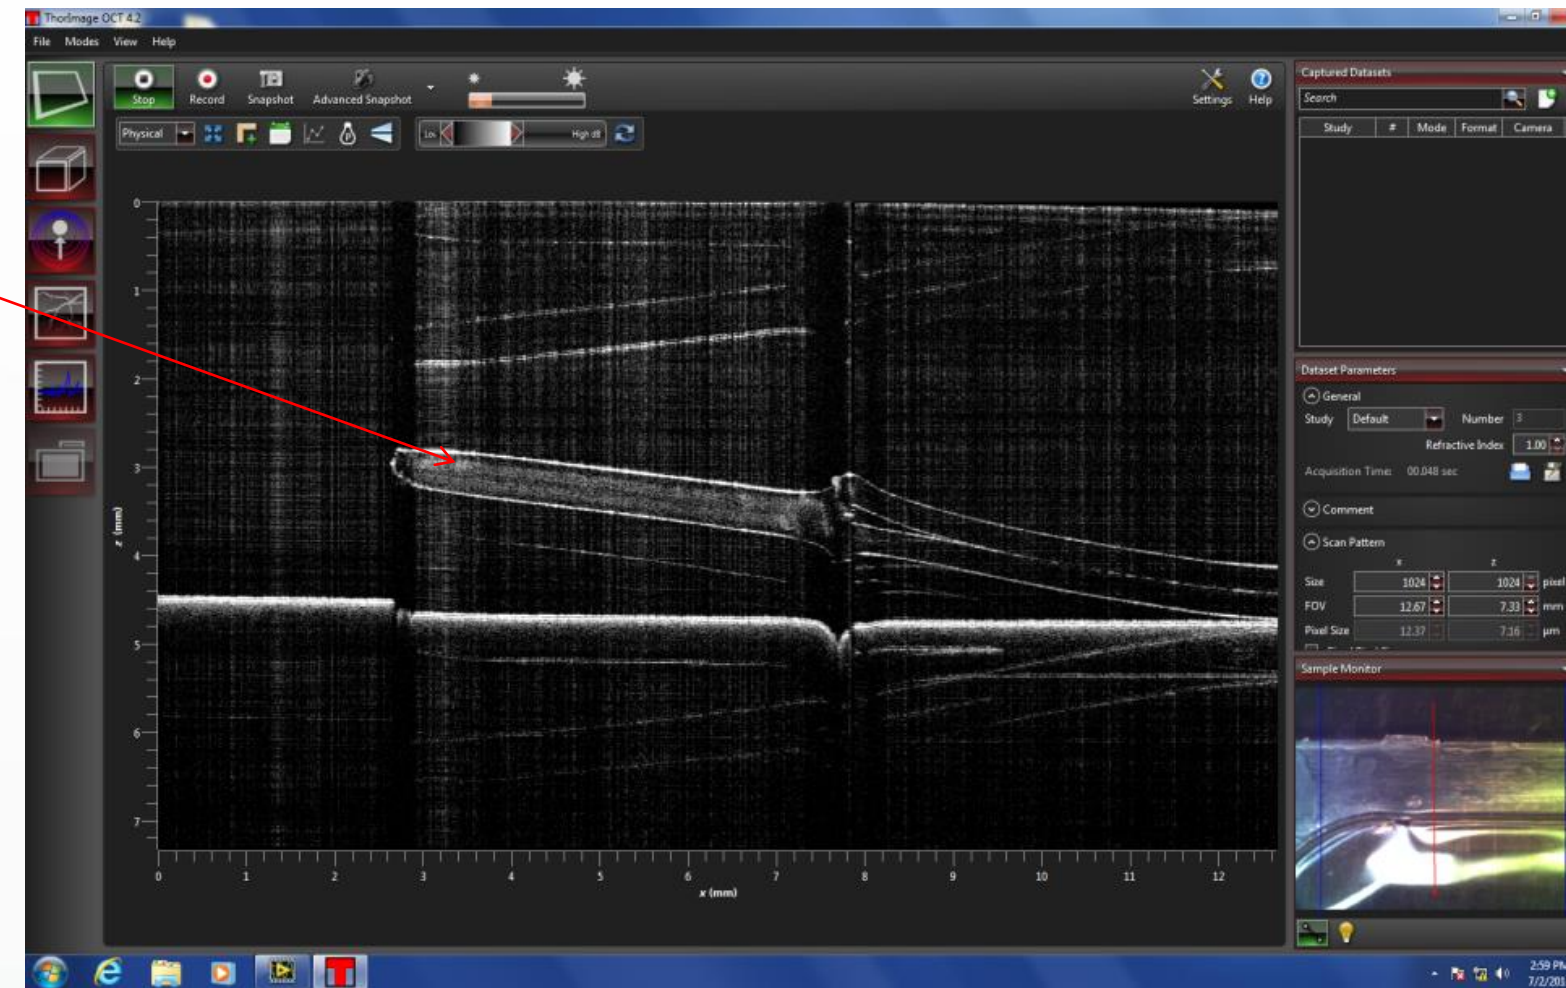 ThorImage OCT 4.2
File Modes View Help
Stop Record Snapshot Advanced Snapshot Settings Help
Physical High dB
0
1
2
3
4
5
6
7
z (mm)
0 1 2 3 4 5 6 7 8 9 10 11 12
x (mm)
Captured Datasets
Search
Study # Mode Format Camera
Dataset Parameters
General
Study Default Number 3
Refractive Index 1.00
Acquisition Time: 00.048 sec
Comment
Scan Pattern
x z
Size 1024 1024 pixel
FOV 12.67 7.33 mm
Pixel Size 12.37 7.16 µm
Sample Monitor
2:59 PM
7/2/201